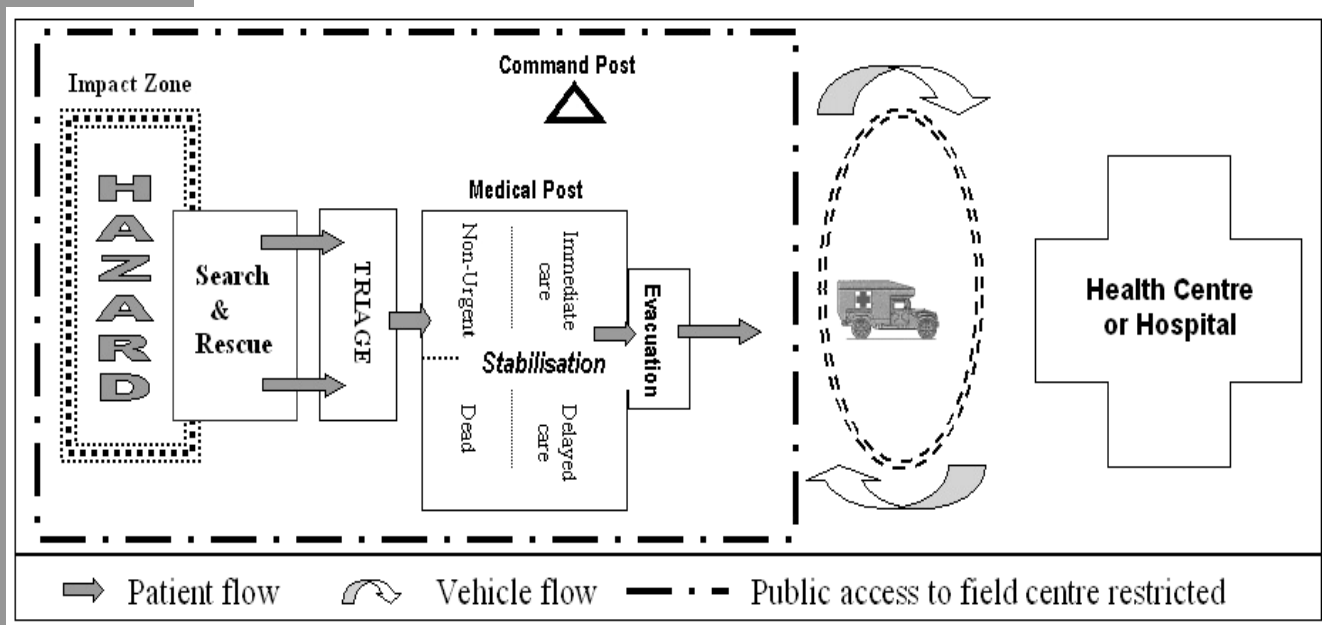 Impact Zone
Command Post
HAZARD
Search
&
Rescue
TRIAGE
Medical Post
Non-Urgent
Immediate
care
Stabilisation
Dead
Delayed
care
Evacuation
Health Centre
or Hospital
Patient flow
Vehicle flow
Public access to field centre restricted